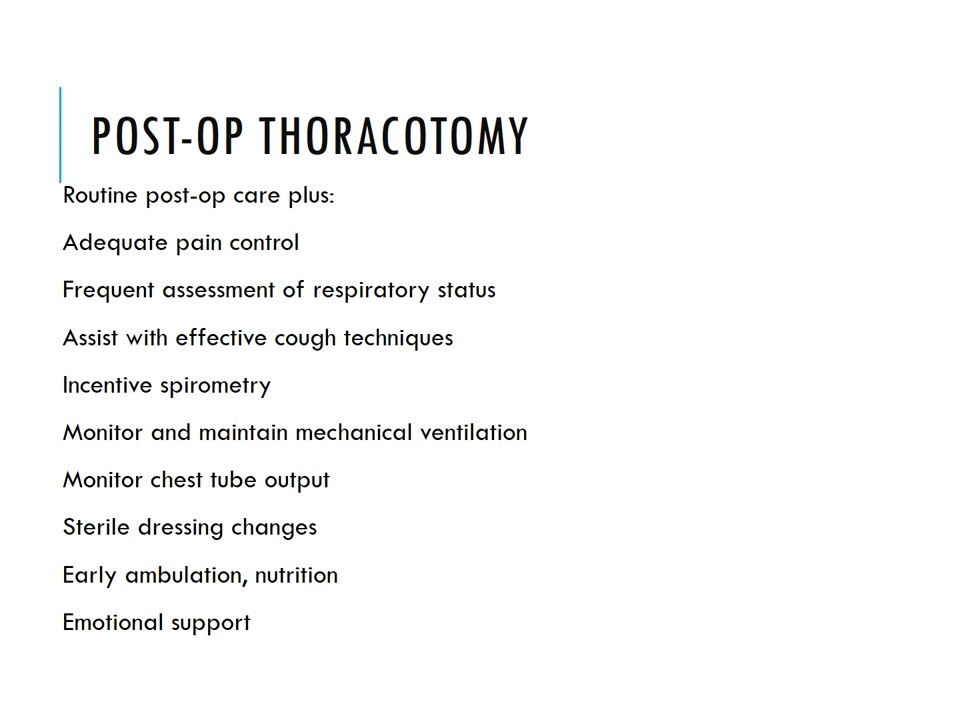 POST-OP THORACOTOMY
Routine post-op care plus:
Adequate pain control
Frequent assessment of respiratory status
Assist with effective cough techniques
Incentive spirometry
Monitor and maintain mechanical ventilation
Monitor chest tube output
Sterile dressing changes
Early ambulation, nutrition
Emotional support